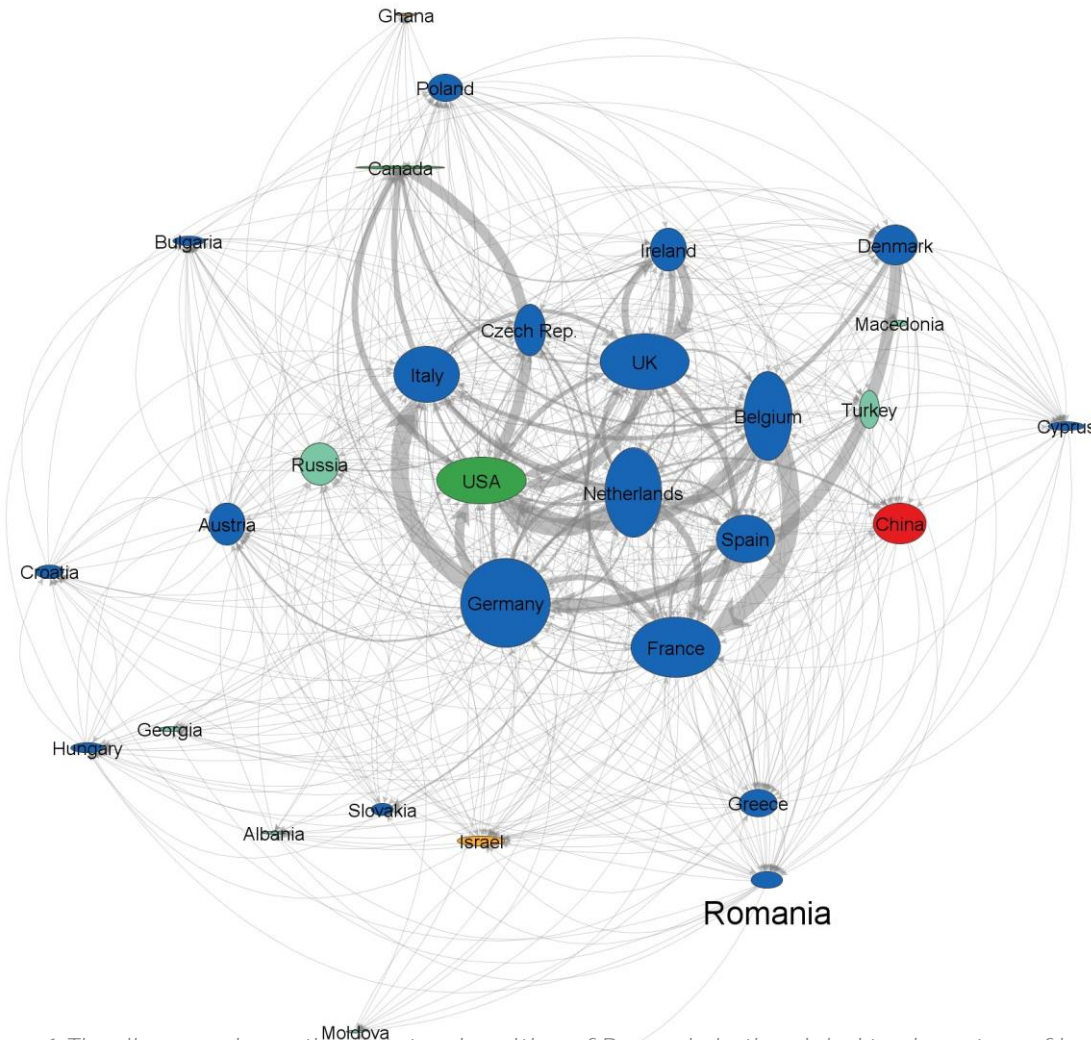 Ghana
Poland
Canada
Bulgaria
Ireland
Denmark
Czech Rep.
Macedonia
UK
Italy
Belgium
Turkey
Cyprus
Russia
USA
Netherlands
Austria
China
Spain
Croatia
Germany
France
Georgia
Hungary
Slovakia
Greece
Albania
Israel
Romania
Moldova